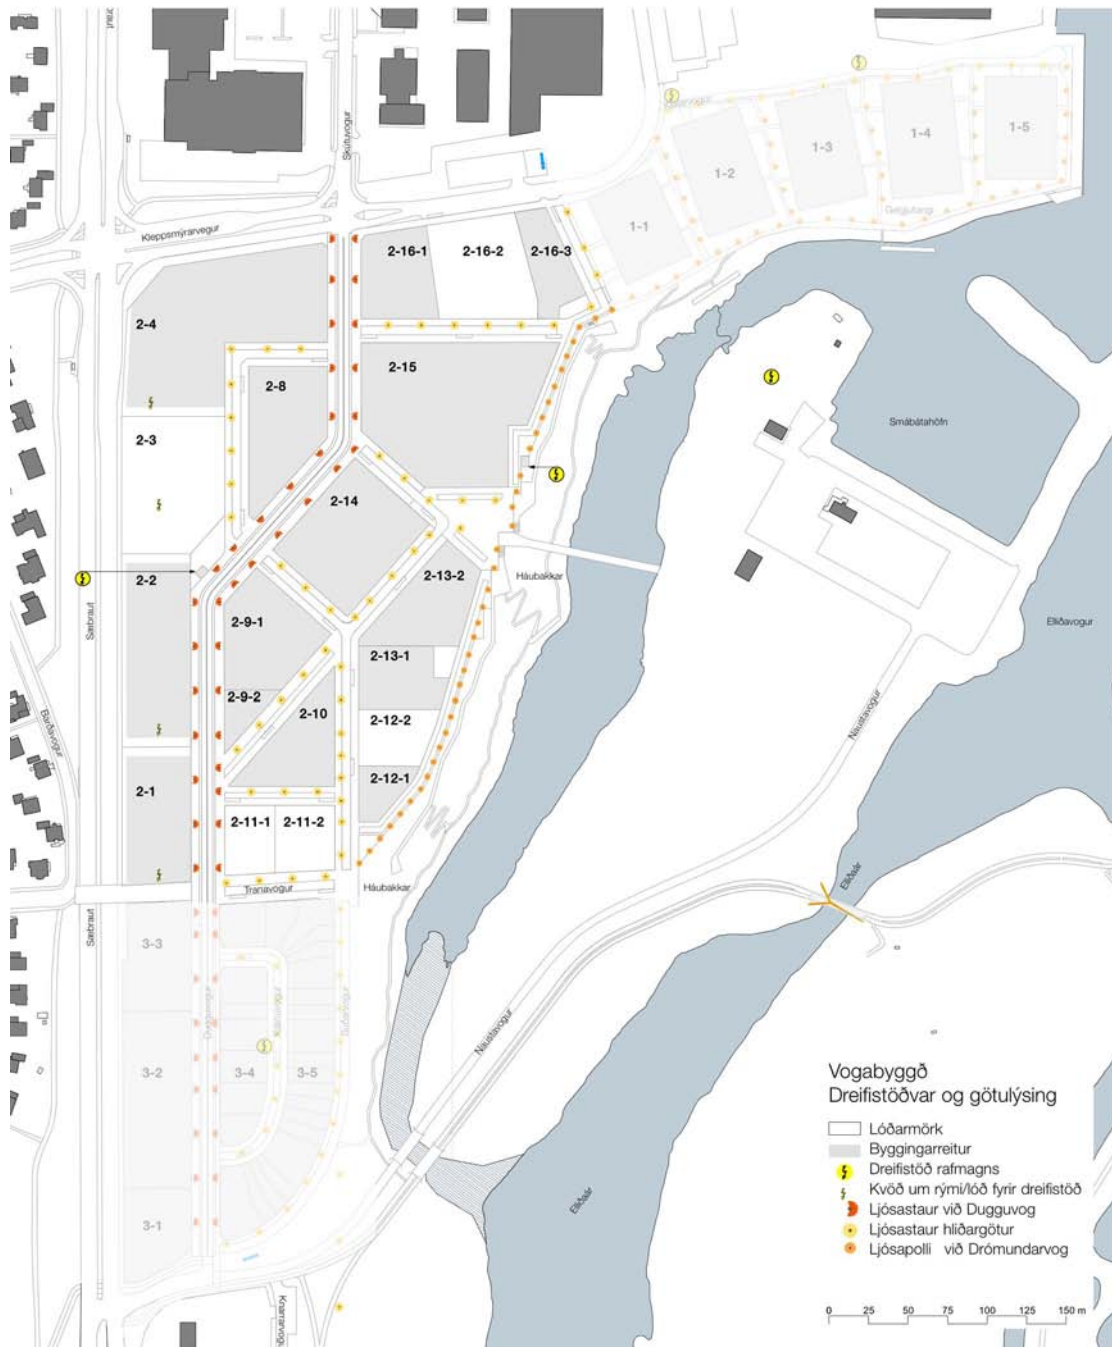 Sæbraut
Skútuvogur
Kleppsmýrarvegur
1-5
1-4
1-3
1-2
1-1
Gelgjutangi
2-16-1
2-16-2
2-16-3
2-4
2-15
2-8
2-3
2-14
2-2
2-13-2
2-9-1
2-13-1
2-9-2
2-10
2-12-2
2-12-1
2-1
2-11-1
2-11-2
Tranavogur
Háubakkar
Háubakkar
Smábátahöfn
Elliðavogur
Naustavogur
Elliðaár
Sæbraut
Barðavogur
3-3
Dugguvogur
3-2
3-4
3-5
3-1
Knarrarvogur
Naustavogur
Elliðaár
Vogabyggð
Dreifistöðvar og götulýsing
Lóðarmörk
Byggingarreitur
Dreifistöð rafmagns
Kvöð um rými/lóð fyrir dreifistöð
Ljósastaur við Dugguvog
Ljósastaur hliðargötur
Ljósapolli við Drómundarvog
0 25 50 75 100 125 150 m